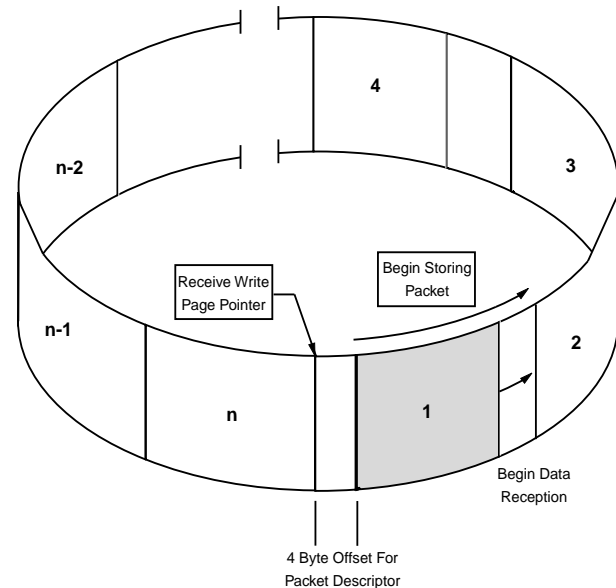 4
n-2
3
Receive Write
Page Pointer
Begin Storing
Packet
n-1
2
n
1
Begin Data
Reception
4 Byte Offset For
Packet Descriptor